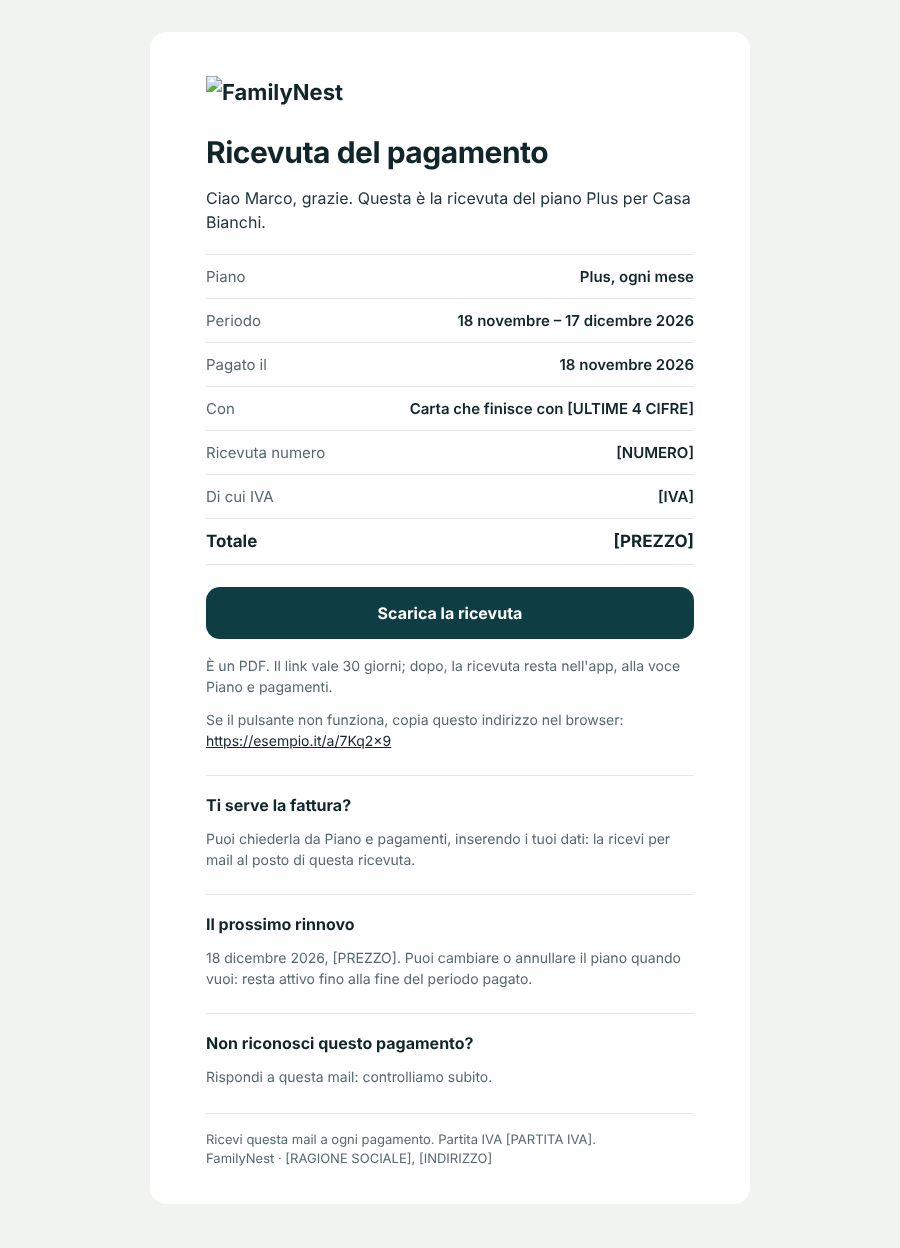 FamilyNest
Ricevuta del pagamento
Ciao Marco, grazie. Questa è la ricevuta del piano Plus per Casa
Bianchi.
Piano Plus, ogni mese
Periodo 18 novembre – 17 dicembre 2026
Pagato il 18 novembre 2026
Con Carta che finisce con [ULTIME 4 CIFRE]
Ricevuta numero [NUMERO]
Di cui IVA [IVA]
Totale [PREZZO]
Scarica la ricevuta
È un PDF. Il link vale 30 giorni; dopo, la ricevuta resta nell'app, alla voce
Piano e pagamenti.
Se il pulsante non funziona, copia questo indirizzo nel browser:
https://esempio.it/a/7Kq2×9
Ti serve la fattura?
Puoi chiederla da Piano e pagamenti, inserendo i tuoi dati: la ricevi per
mail al posto di questa ricevuta.
Il prossimo rinnovo
18 dicembre 2026, [PREZZO]. Puoi cambiare o annullare il piano quando
vuoi: resta attivo fino alla fine del periodo pagato.
Non riconosci questo pagamento?
Rispondi a questa mail: controlliamo subito.
Ricevi questa mail a ogni pagamento. Partita IVA [PARTITA IVA].
FamilyNest · [RAGIONE SOCIALE], [INDIRIZZO]